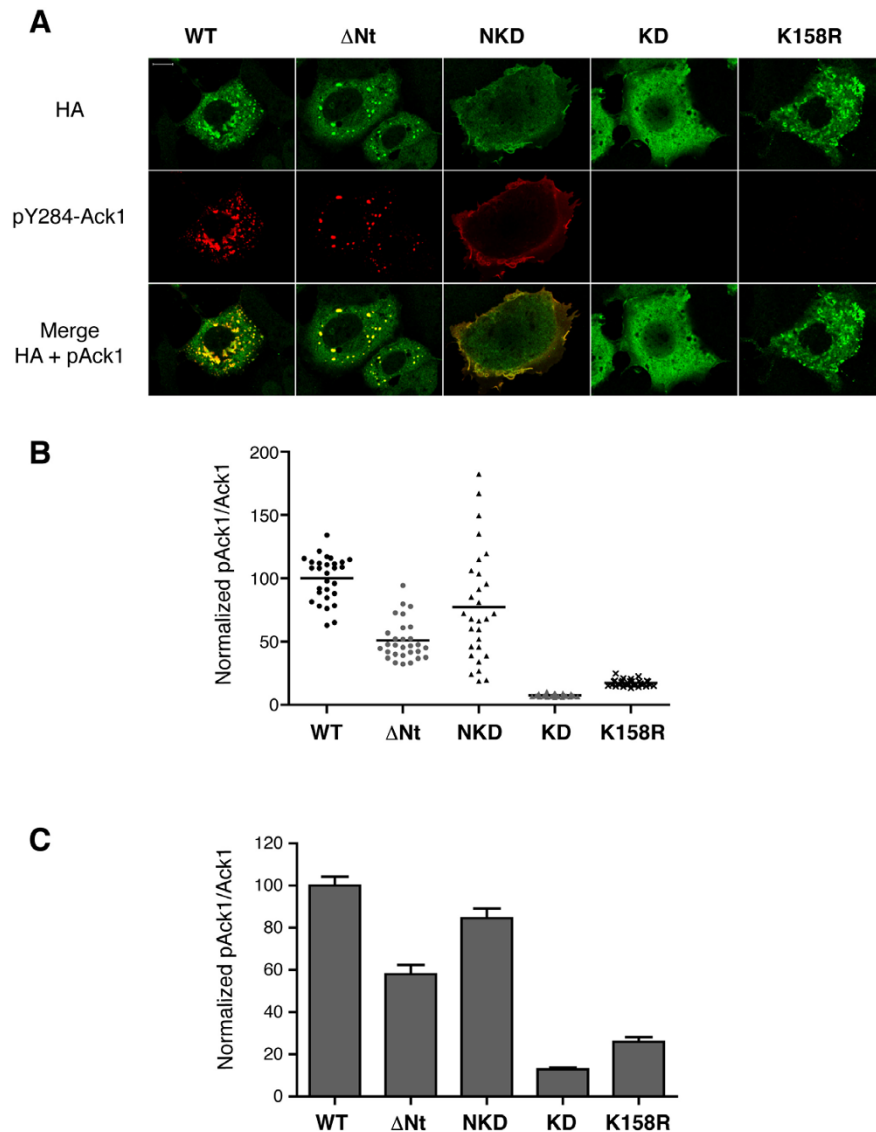 A
WT ΔNt NKD KD K158R
HA
pY284-Ack1
Merge
HA + pAck1
B
Normalized pAck1/Ack1
200
150
100
50
0
WT ΔNt NKD KD K158R
C
Normalized pAck1/Ack1
120
100
80
60
40
20
0
WT ΔNt NKD KD K158R